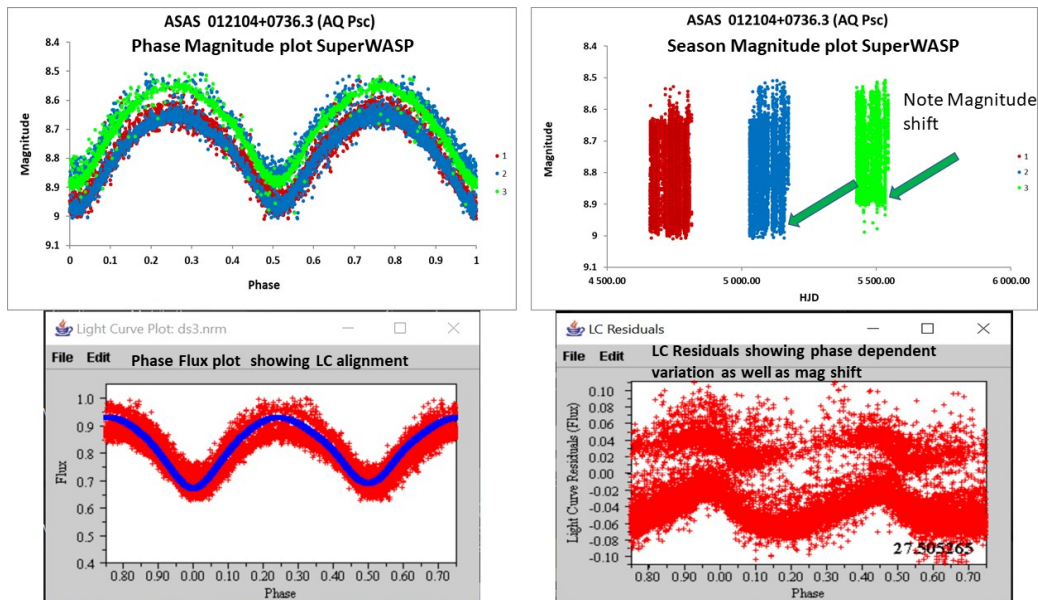 ASAS 012104+0736.3 (AQ Psc)
Phase Magnitude plot SuperWASP
8.4
8.5
8.6
8.7
8.8
8.9
9
9.1
Magnitude
0 0.1 0.2 0.3 0.4 0.5 0.6 0.7 0.8 0.9 1
Phase
1
2
3
ASAS 012104+0736.3 (AQ Psc)
Season Magnitude plot SuperWASP
8.4
8.5
8.6
8.7
8.8
8.9
9
9.1
Magnitude
Note Magnitude
shift
4 500.00 5 000.00 5 500.00 6 000.00
HJD
1
2
3
Light Curve Plot: ds3.nrm
File Edit Phase Flux plot showing LC alignment
1.0
0.9
0.8
0.7
0.6
0.5
0.4
Flux
0.80 0.90 0.00 0.10 0.20 0.30 0.40 0.50 0.60 0.70
Phase
LC Residuals
File Edit LC Residuals showing phase dependent
variation as well as mag shift
0.10
0.08
0.06
0.04
0.02
0.00
-0.02
-0.04
-0.06
-0.08
-0.10
Light Curve Residuals (Flux)
27.505265
0.80 0.90 0.00 0.10 0.20 0.30 0.40 0.50 0.60 0.70
Phase